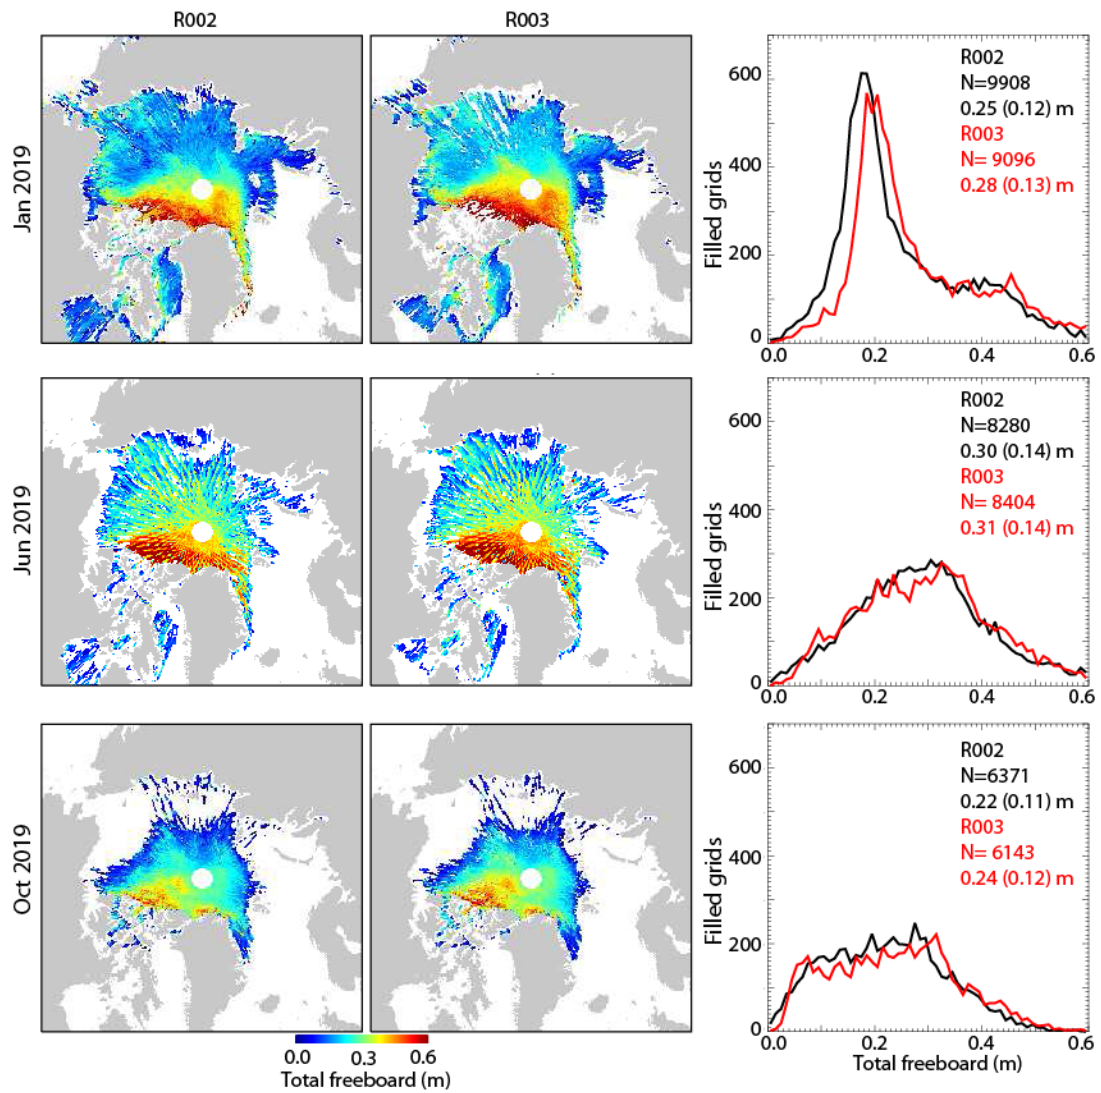 R002
R003
Jan 2019
Filled grids
600
400
200
0
R002
N=9908
0.25 (0.12) m
R003
N= 9096
0.28 (0.13) m
0.0
0.2
0.4
0.6
Jun 2019
Filled grids
600
400
200
0
R002
N=8280
0.30 (0.14) m
R003
N= 8404
0.31 (0.14) m
0.0
0.2
0.4
0.6
Oct 2019
Filled grids
600
400
200
0
R002
N=6371
0.22 (0.11) m
R003
N= 6143
0.24 (0.12) m
0.0
0.2
0.4
0.6
Total freeboard (m)
0.0
0.3
0.6
Total freeboard (m)